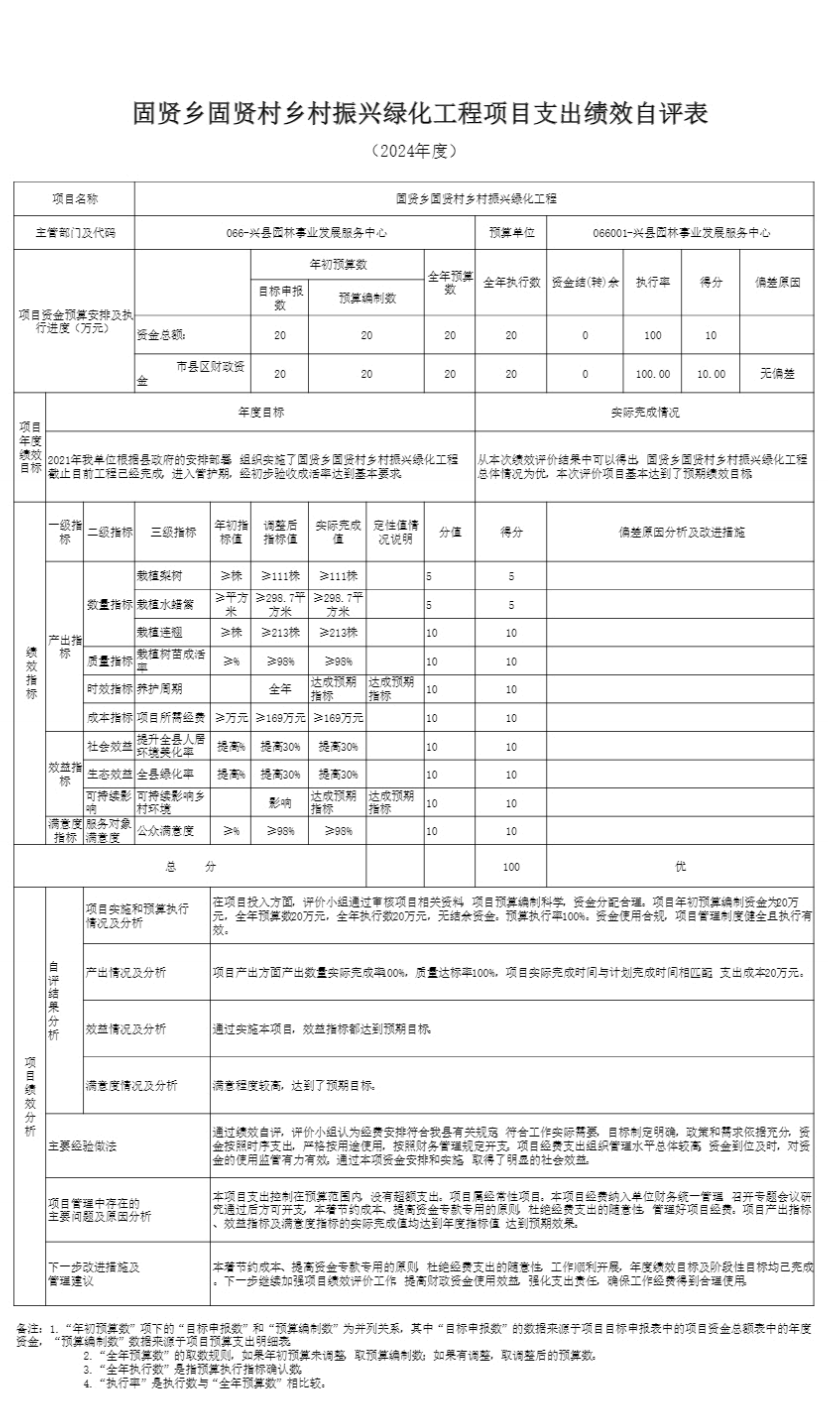 固贤乡固贤村乡村振兴绿化工程项目支出绩效自评表
（2024年度）
项目名称 固贤乡固贤村乡村振兴绿化工程
主管部门及代码 066-兴县园林事业发展服务中心 预算单位 066001-兴县园林事业发展服务中心
项目资金预算安排及执行进度（万元） 年初预算数 全年预算数 全年执行数 资金结(转)余 执行率 得分 偏差原因
目标申报数 预算编制数
资金总额: 20 20 20 20 0 100 10
市县区财政资金 20 20 20 20 0 100.00 10.00 无偏差
项目年度绩效目标 年度目标 实际完成情况
2021年我单位根据县政府的安排部署，组织实施了固贤乡固贤村乡村振兴绿化工程
截止目前工程已经完成，进入管护期，经初步验收成活率达到基本要求。
从本次绩效评价结果中可以得出，固贤乡固贤村乡村振兴绿化工程
总体情况为优，本次评价项目基本达到了预期绩效目标。
绩效指标 一级指标 二级指标 三级指标 年初指标值 调整后指标值 实际完成值 定性值情况说明 分值 得分 偏差原因分析及改进措施
产出指标 数量指标 栽植梨树 ≥株 ≥111株 ≥111株 5 5
栽植水蜡篱 ≥平方米 ≥298.7平方米 ≥298.7平方米 5 5
栽植连翘 ≥株 ≥213株 ≥213株 10 10
质量指标 栽植树苗成活率 ≥% ≥98% ≥98% 10 10
时效指标 养护周期 全年 达成预期指标 达成预期指标 10 10
成本指标 项目所需经费 ≥万元 ≥169万元 ≥169万元 10 10
效益指标 社会效益 提升全县人居环境美化率 提高% 提高30% 提高30% 10 10
生态效益 全县绿化率 提高% 提高30% 提高30% 10 10
可持续影响 可持续影响乡村环境 影响 达成预期指标 达成预期指标 10 10
满意度指标 服务对象满意度 公众满意度 ≥% ≥98% ≥98% 10 10
总 分 100 优
项目绩效分析 自评结果分析 项目实施和预算执行情况及分析
在项目投入方面，评价小组通过审核项目相关资料，项目预算编制科学，资金分配合理。项目年初预算编制资金为20万
元，全年预算数20万元，全年执行数20万元，无结余资金。预算执行率100%。资金使用合规，项目管理制度健全且执行有
效。
产出情况及分析 项目产出方面产出数量实际完成率100%，质量达标率100%，项目实际完成时间与计划完成时间相匹配，支出成本20万元。
效益情况及分析 通过实施本项目，效益指标都达到预期目标。
满意度情况及分析 满意程度较高，达到了预期目标。
主要经验做法
通过绩效自评，评价小组认为经费安排符合我县有关规定，符合工作实际需要，目标制定明确，政策和需求依据充分，资
金按照时序支出，严格按用途使用，按照财务管理规定开支，项目经费支出组织管理水平总体较高，资金到位及时，对资
金的使用监管有力有效。通过本项资金安排和实施，取得了明显的社会效益。
项目管理中存在的主要问题及原因分析
本项目支出控制在预算范围内，没有超额支出。项目属经常性项目。本项目经费纳入单位财务统一管理，召开专题会议研
究通过后方可开支，本着节约成本、提高资金专款专用的原则，杜绝经费支出的随意性，管理好项目经费。项目产出指标
、效益指标及满意度指标的实际完成值均达到年度指标值，达到预期效果。
下一步改进措施及管理建议
本着节约成本、提高资金专款专用的原则，杜绝经费支出的随意性，工作顺利开展，年度绩效目标及阶段性目标均已完成
。下一步继续加强项目绩效评价工作，提高财政资金使用效益，强化支出责任，确保工作经费得到合理使用。
备注：1.“年初预算数”项下的“目标申报数”和“预算编制数”为并列关系，其中“目标申报数”的数据来源于项目目标申报表中的项目资金总额表中的年度
资金，“预算编制数”数据来源于项目预算支出明细表。
2.“全年预算数”的取数规则，如果年初预算未调整，取预算编制数；如果有调整，取调整后的预算数。
3.“全年执行数”是指预算执行指标确认数。
4.“执行率”是执行数与“全年预算数”相比较。